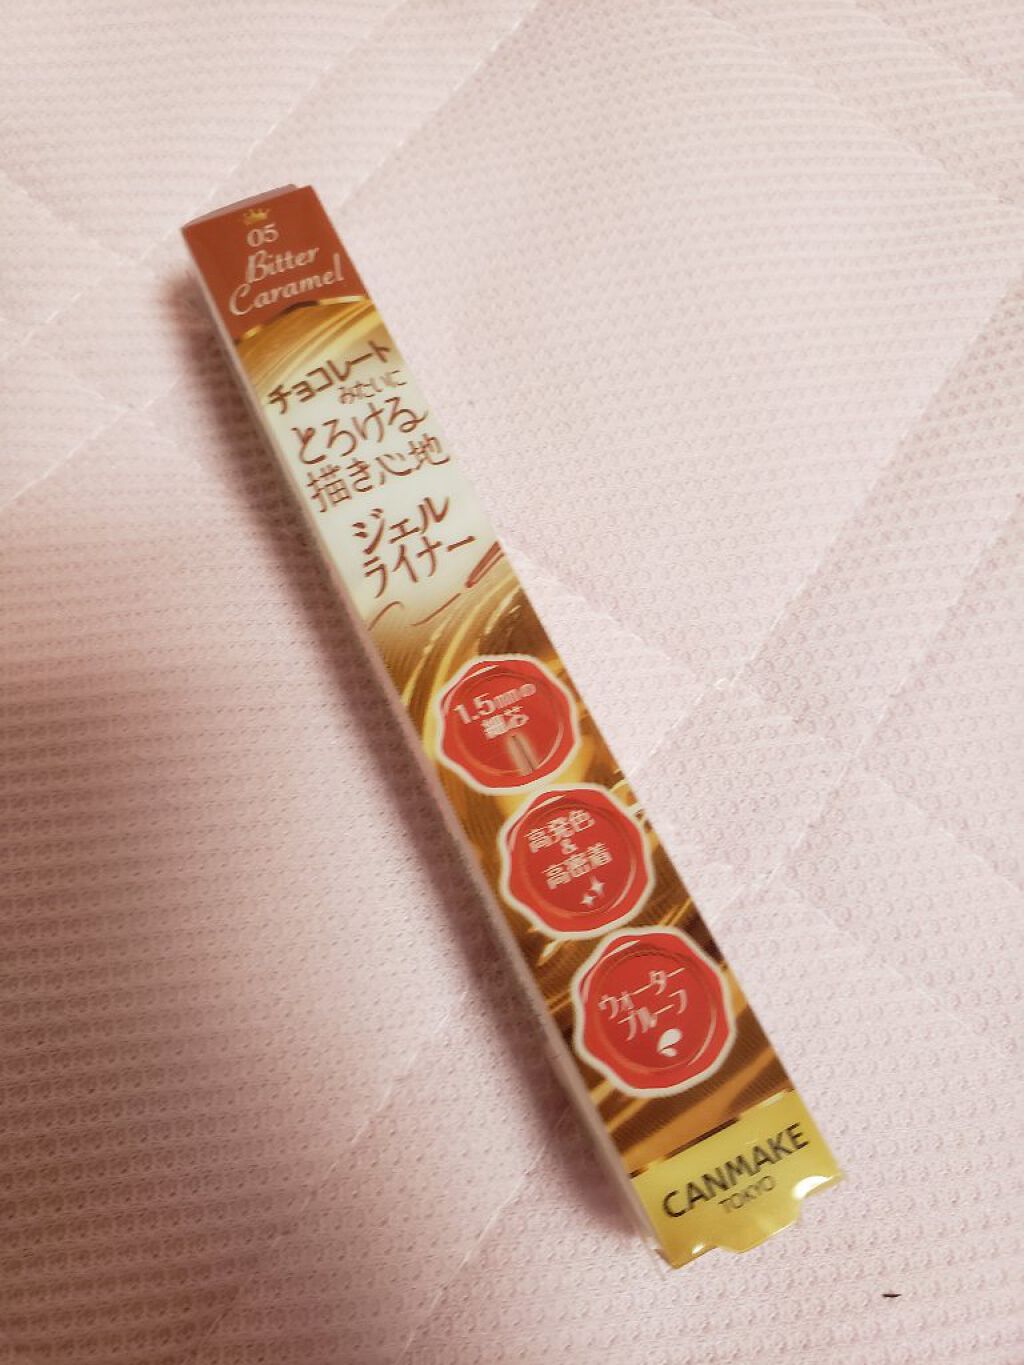 05
Bitter
Caramel
チョコレート
みたいに
とろける
描き心地
ジェル
ライナー
1.5mmの
細芯
高発色
&
高密着
ウォーター
プルーフ
CANMAKE
TOKYO